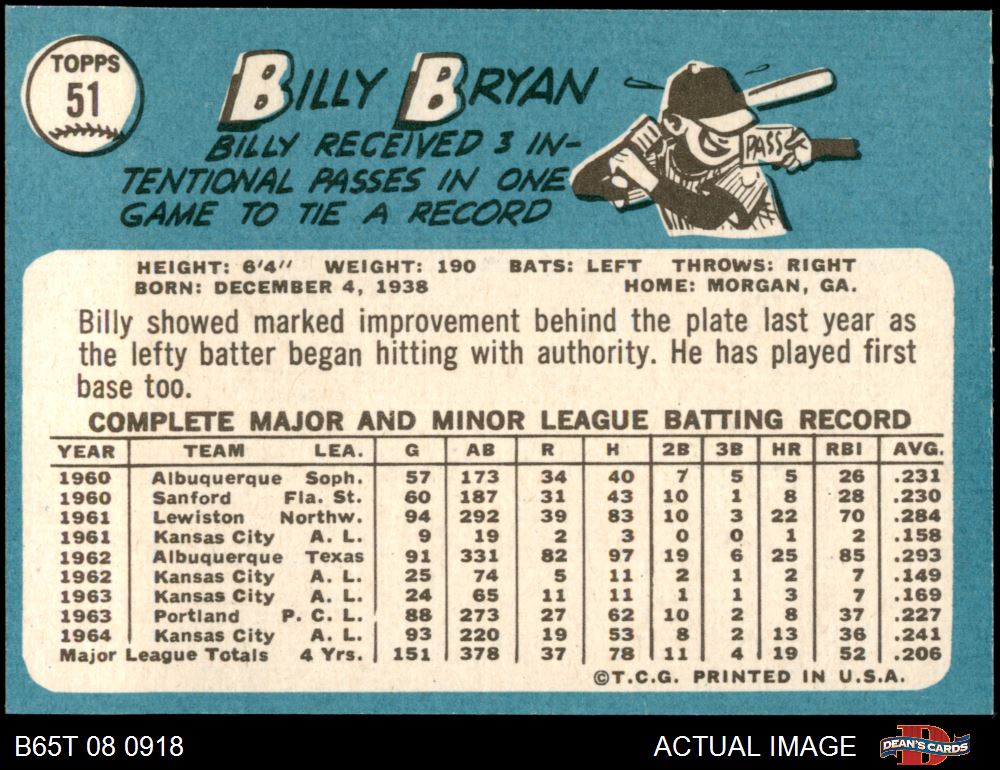 TOPPS
51
BILLY BRYAN
BILLY RECEIVED 3 IN-
TENTIONAL PASSES IN ONE
GAME TO TIE A RECORD
PASS
HEIGHT: 6'4" WEIGHT: 190 BATS: LEFT THROWS: RIGHT
BORN: DECEMBER 4, 1938 HOME: MORGAN, GA.
Billy showed marked improvement behind the plate last year as
the lefty batter began hitting with authority. He has played first
base too.
COMPLETE MAJOR AND MINOR LEAGUE BATTING RECORD
YEAR TEAM LEA. G AB R H 2B 3B HR RBI AVG.
1960 Albuquerque Soph. 57 173 34 40 7 5 5 26 .231
1960 Sanford Fla. St. 60 187 31 43 10 1 8 28 .230
1961 Lewiston Northw. 94 292 39 83 10 3 22 70 .284
1961 Kansas City A. L. 9 19 2 3 0 0 1 2 .158
1962 Albuquerque Texas 91 331 82 97 19 6 25 85 .293
1962 Kansas City A. L. 25 74 5 11 2 1 2 7 .149
1963 Kansas City A. L. 24 65 11 11 1 1 3 7 .169
1963 Portland P. C. L. 88 273 27 62 10 2 8 37 .227
1964 Kansas City A. L. 93 220 19 53 8 2 13 36 .241
Major League Totals 4 Yrs. 151 378 37 78 11 4 19 52 .206
©T.C.G. PRINTED IN U.S.A.
B65T 08 0918 ACTUAL IMAGE D DEAN'S CARDS